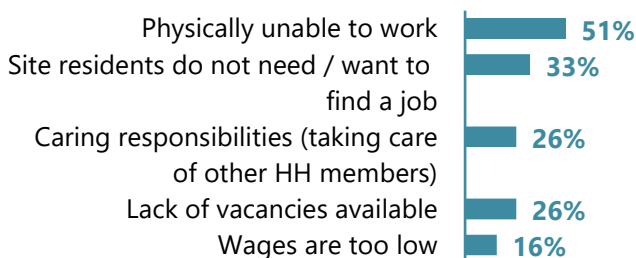 Physically unable to work 51%
Site residents do not need / want to 33%
find a job
Caring responsibilities (taking care 26%
of other HH members)
Lack of vacancies available 26%
Wages are too low 16%